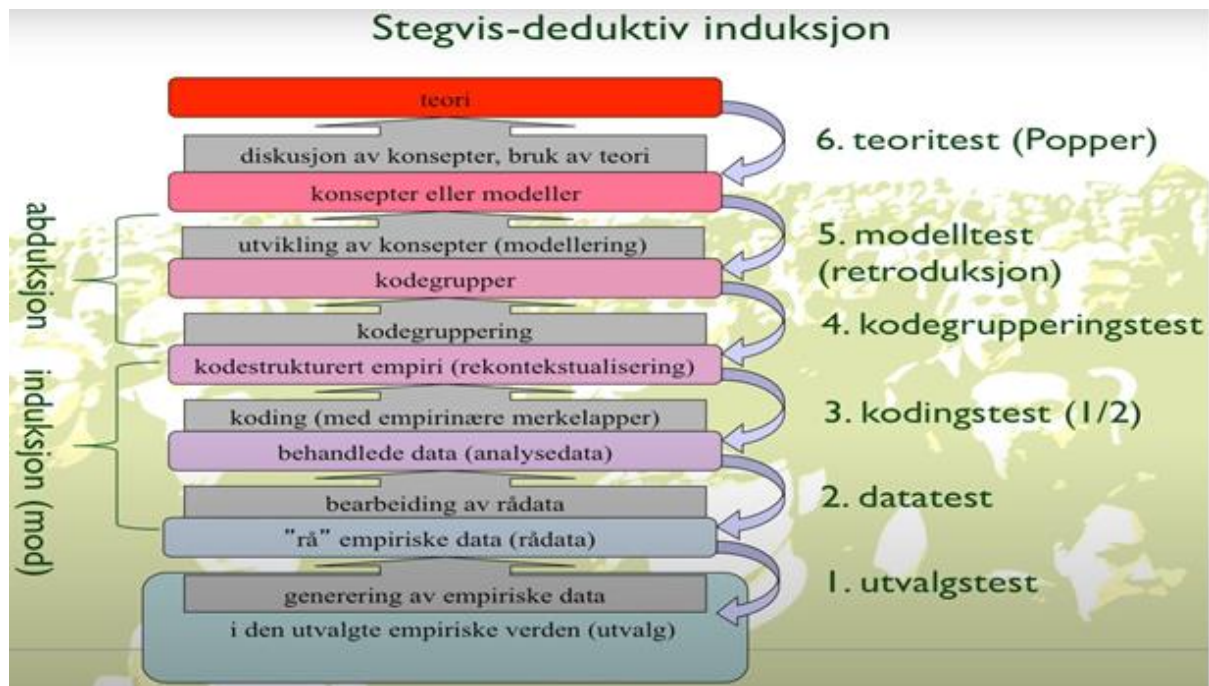 Stegvis-deduktiv induksjon
teori
diskusjon av konsepter, bruk av teori
konsepter eller modeller
utvikling av konsepter (modellering)
kodegrupper
kodegruppering
kodestrukturert empiri (rekontekstualisering)
koding (med empirinære merkelapper)
behandlede data (analysedata)
bearbeiding av rådata
"rå" empiriske data (rådata)
generering av empiriske data
i den utvalgte empiriske verden (utvalg)
abduksjon
induksjon (mod)
6. teoritest (Popper)
5. modelltest
(retroduksjon)
4. kodegrupperingstest
3. kodingstest (1/2)
2. datatest
1. utvalgstest